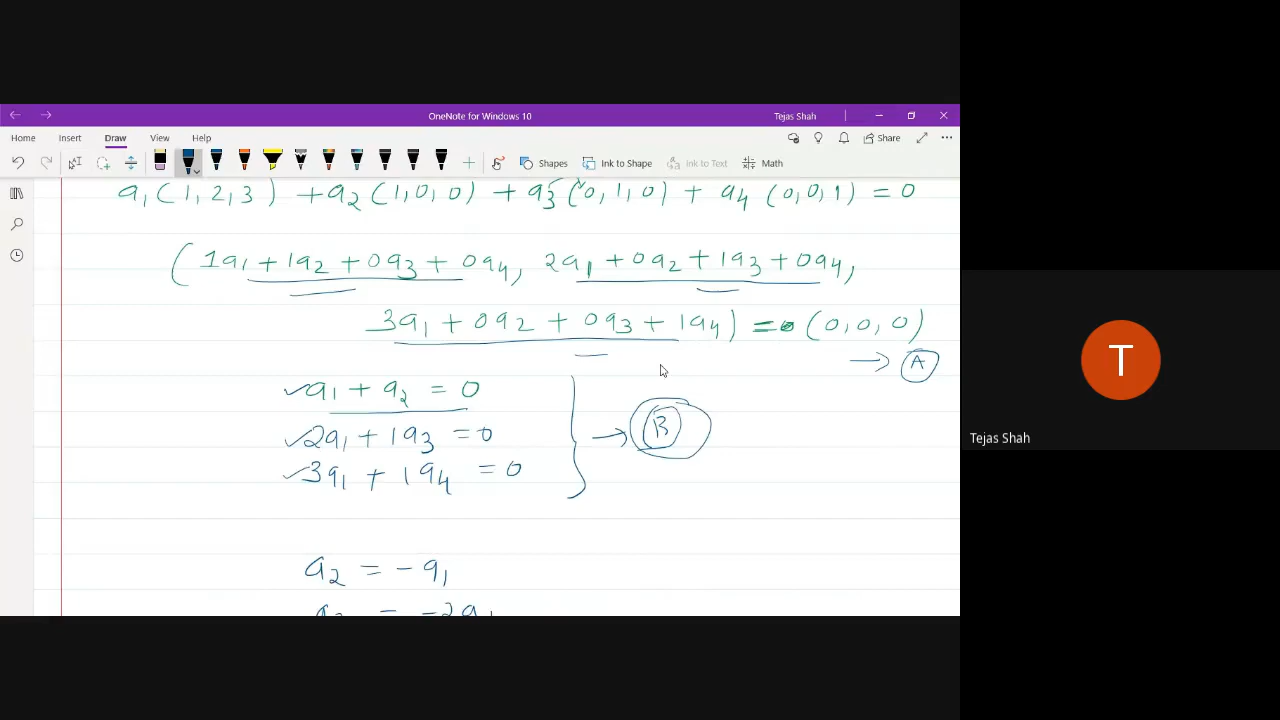 OneNote for Windows 10
Tejas Shah
Home Insert Draw View Help
Share
Shapes Ink to Shape Ink to Text Math
a1 (1, 2, 3) + a2 (1, 0, 0) + a3 (0, 1, 0) + a4 (0, 0, 1) = 0
(1a1 + 1a2 + 0a3 + 0a4, 2a1 + 0a2 + 1a3 + 0a4,
3a1 + 0a2 + 0a3 + 1a4) = (0, 0, 0)
→ A
✓a1 + a2 = 0
✓2a1 + 1a3 = 0 } → B
✓3a1 + 1a4 = 0
a2 = - a1
= -2a1
T
Tejas Shah